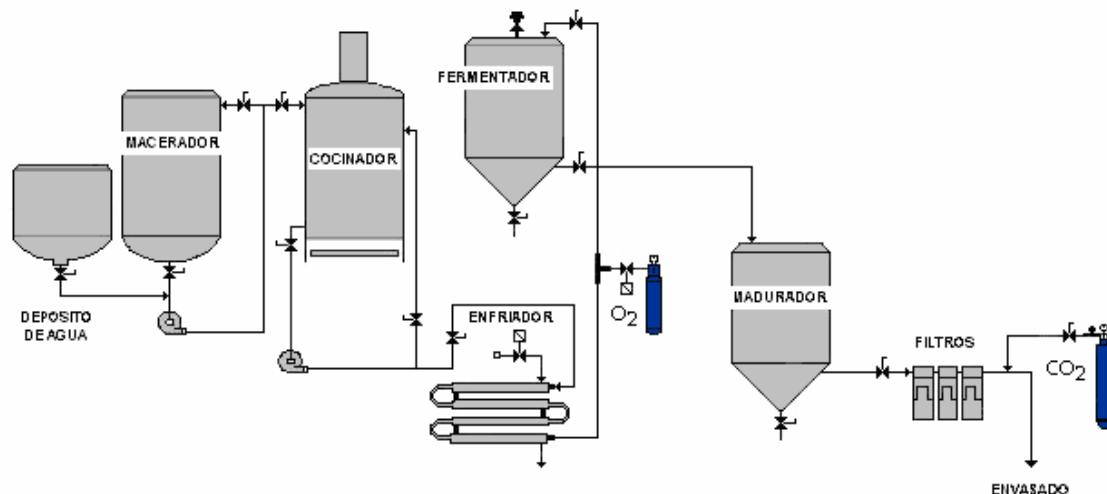 MACERADOR
DEPOSITO
DE AGUA
COCINADOR
FERMENTADOR
ENFRIADOR
O2
MADURADOR
FILTROS
CO2
ENVASADO